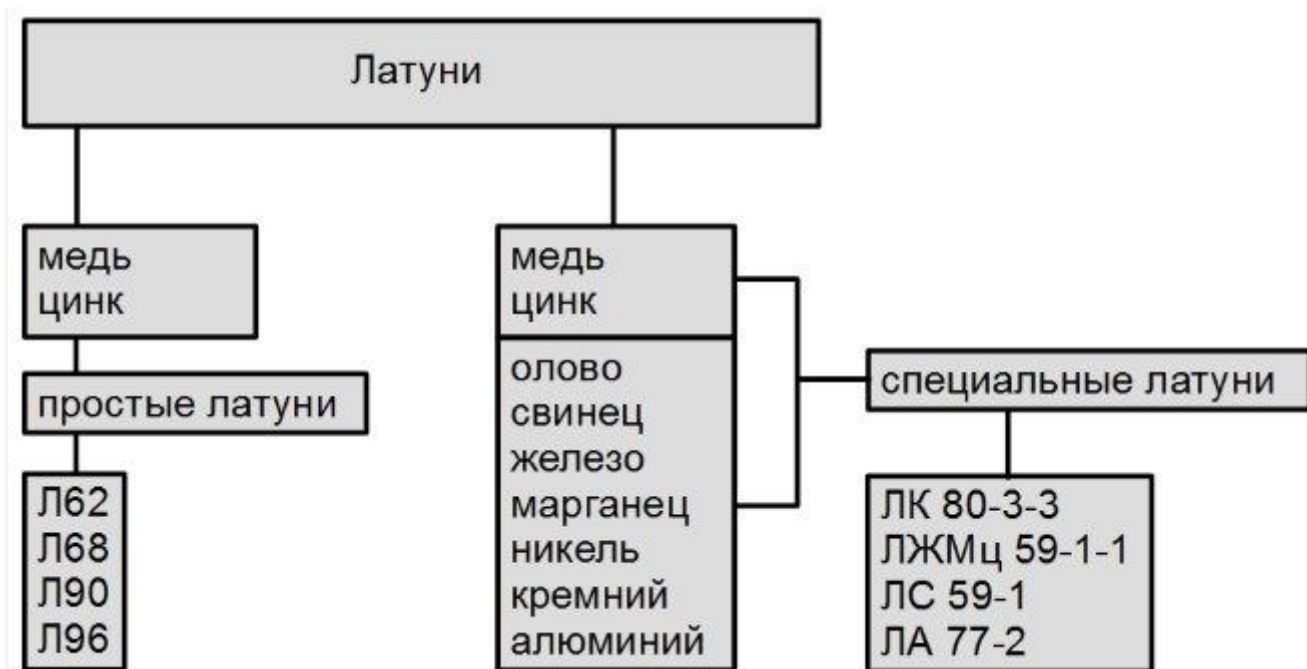 Латуни
медь
цинк
простые латуни
Л62
Л68
Л90
Л96
медь
цинк
олово
свинец
железо
марганец
никель
кремний
алюминий
специальные латуни
ЛК 80-3-3
ЛЖМц 59-1-1
ЛС 59-1
ЛА 77-2